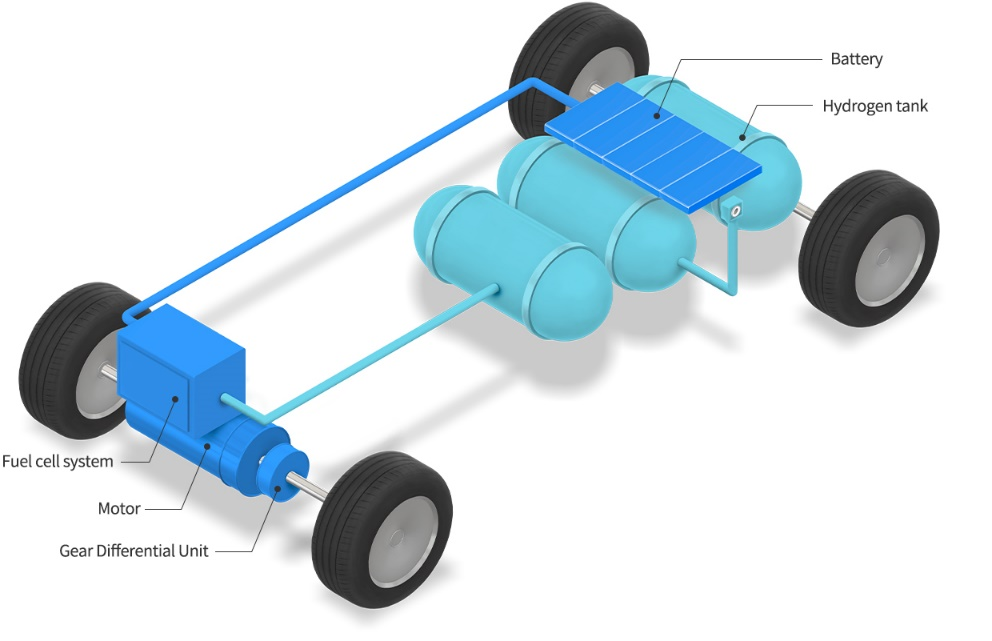 Battery
Hydrogen tank
Fuel cell system
Motor
Gear Differential Unit